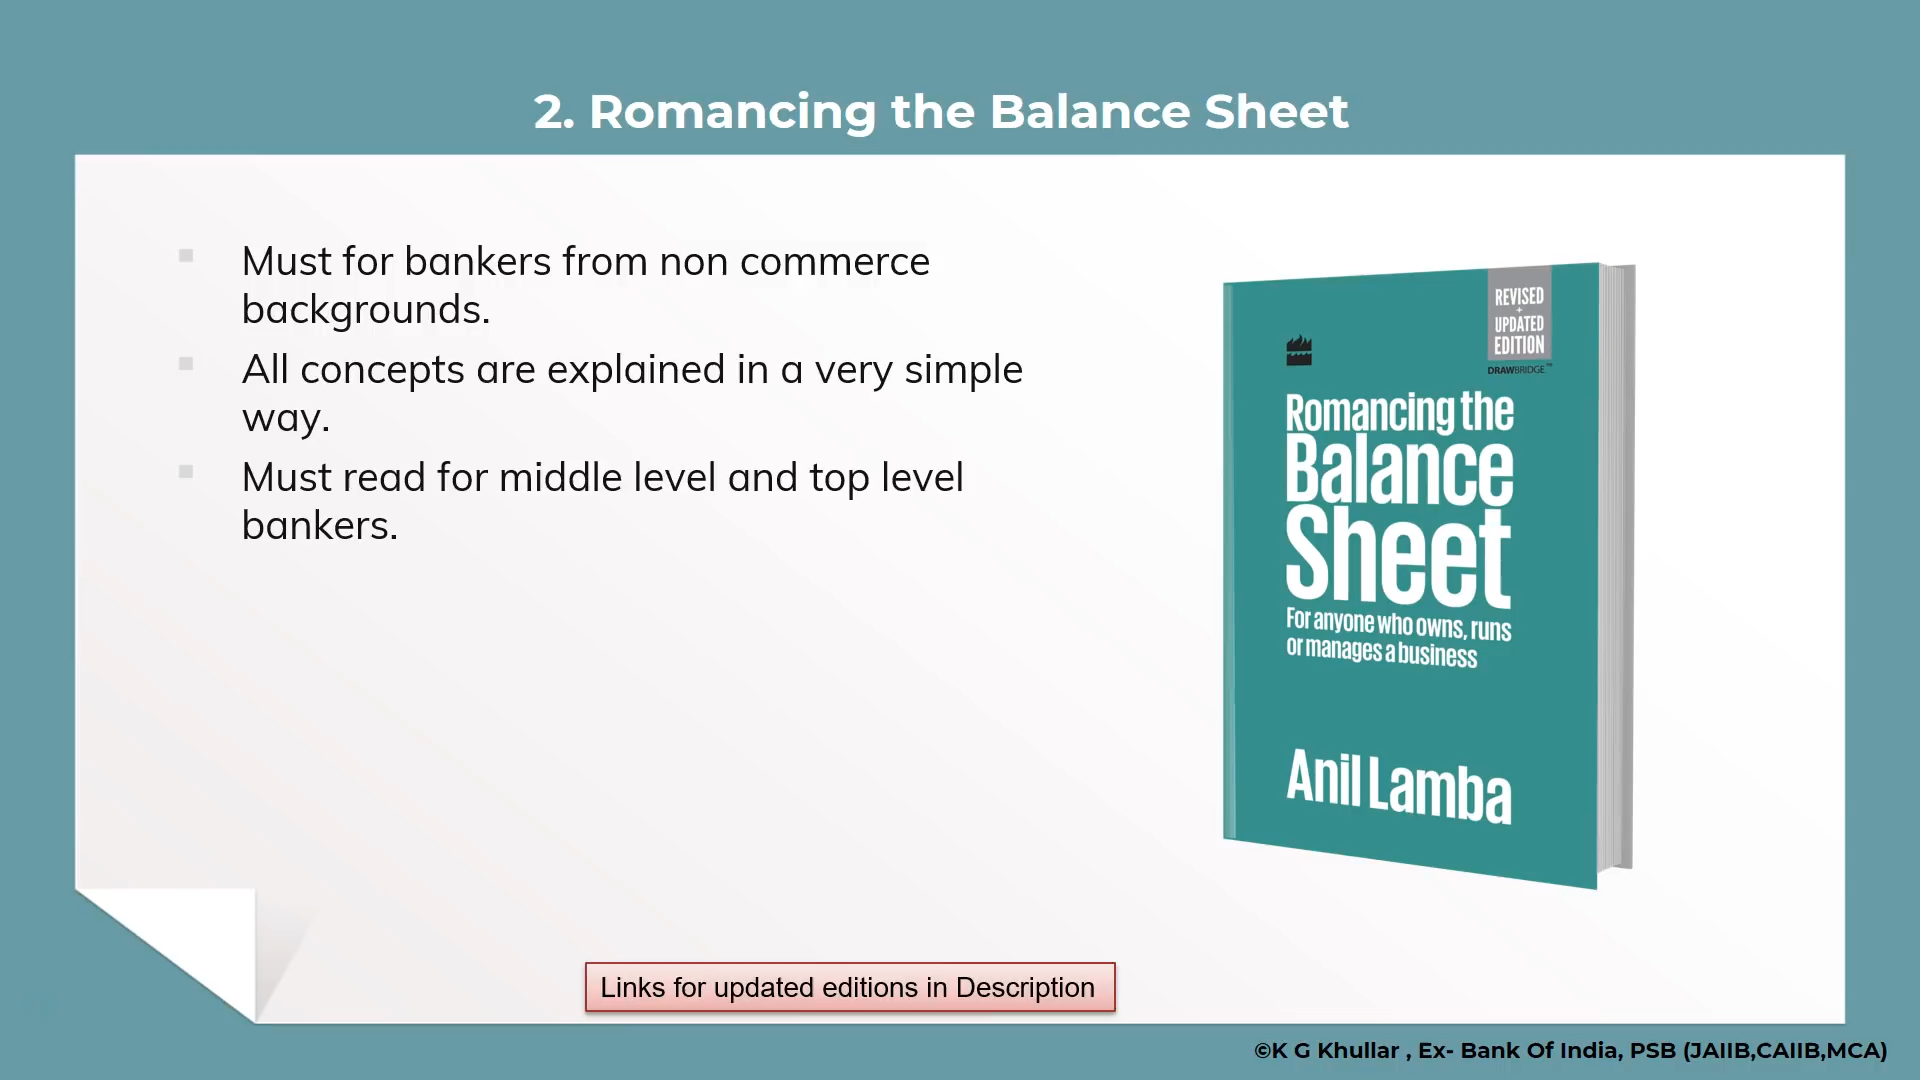 2. Romancing the Balance Sheet
Must for bankers from non commerce
backgrounds.
All concepts are explained in a very simple
way.
Must read for middle level and top level
bankers.
REVISED
+
UPDATED
EDITION
DRAWBRIDGE™
Romancing the
Balance
Sheet
For anyone who owns, runs
or manages a business
Anil Lamba
Links for updated editions in Description
©K G Khullar , Ex- Bank Of India, PSB (JAIIB,CAIIB,MCA)